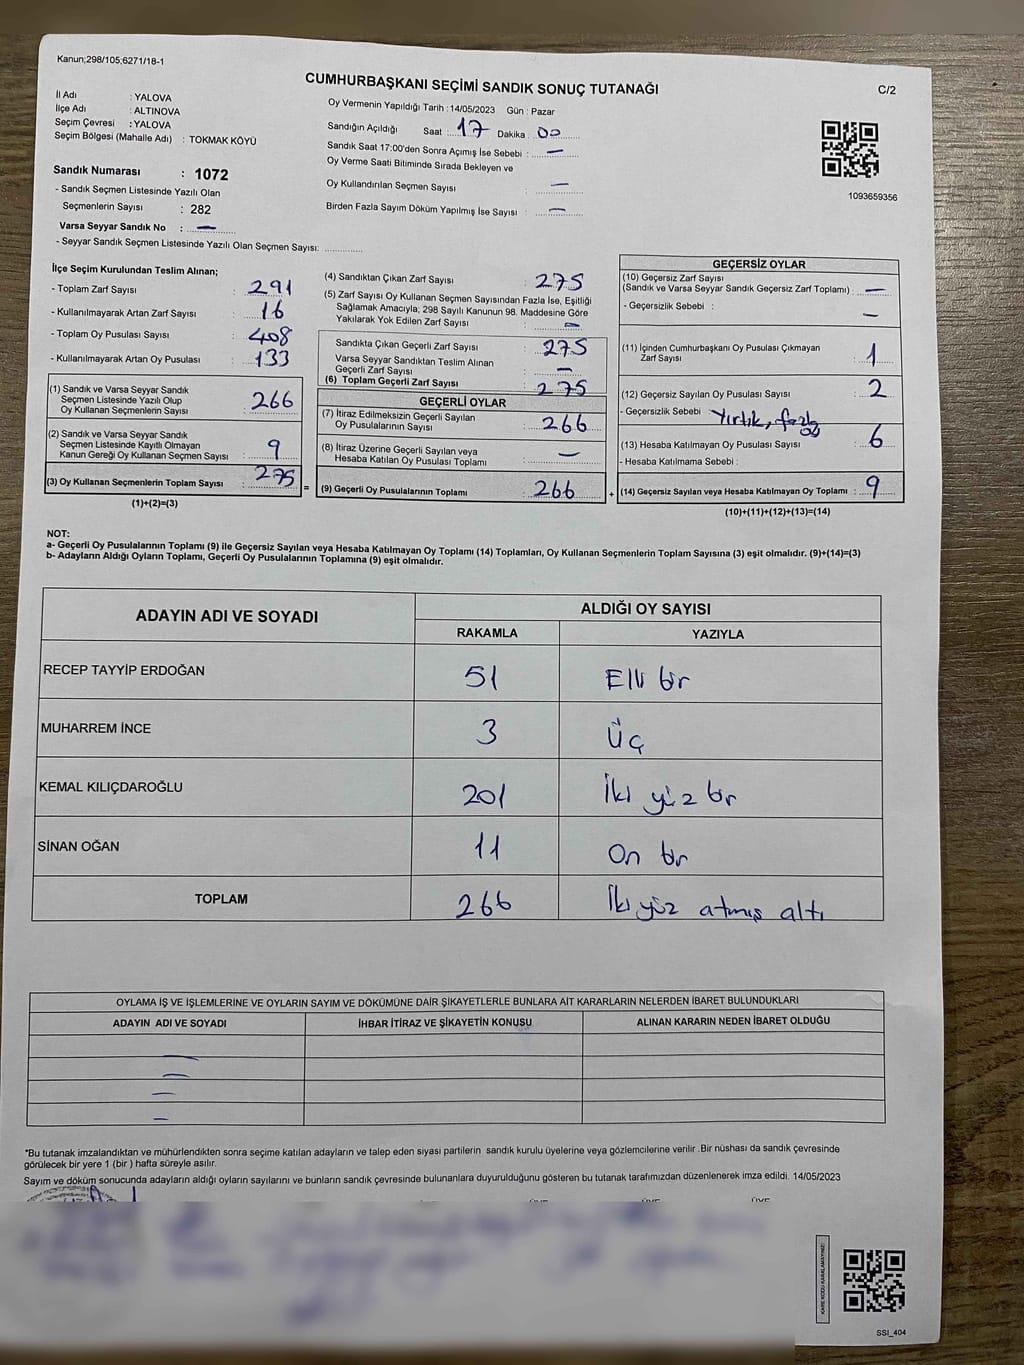 Kanun;298/105;6271/18-1
CUMHURBAŞKANI SEÇİMİ SANDIK SONUÇ TUTANAĞI
C/2
İl Adı : YALOVA
İlçe Adı : ALTINOVA
Seçim Çevresi : YALOVA
Seçim Bölgesi (Mahalle Adı) : TOKMAK KÖYÜ
Sandık Numarası : 1072
- Sandık Seçmen Listesinde Yazılı Olan
Seçmenlerin Sayısı : 282
Varsa Seyyar Sandık No : —
- Seyyar Sandık Seçmen Listesinde Yazılı Olan Seçmen Sayısı: ............
Oy Vermenin Yapıldığı Tarih : 14/05/2023 Gün : Pazar
Sandığın Açıldığı Saat : 17 Dakika : 00
Sandık Saat 17:00'den Sonra Açımış İse Sebebi : —
Oy Verme Saati Bitiminde Sırada Bekleyen ve
Oy Kullandırılan Seçmen Sayısı : —
Birden Fazla Sayım Döküm Yapılmış İse Sayısı : —
1093659356
İlçe Seçim Kurulundan Teslim Alınan;
- Toplam Zarf Sayısı : 291
- Kullanılmayarak Artan Zarf Sayısı : 16
- Toplam Oy Pusulası Sayısı : 408
- Kullanılmayarak Artan Oy Pusulası : 133
(1) Sandık ve Varsa Seyyar Sandık
Seçmen Listesinde Yazılı Olup
Oy Kullanan Seçmenlerin Sayısı : 266
(2) Sandık ve Varsa Seyyar Sandık
Seçmen Listesinde Kayıtlı Olmayan
Kanun Gereği Oy Kullanan Seçmen Sayısı : 9
(3) Oy Kullanan Seçmenlerin Toplam Sayısı : 275 =
(1)+(2)=(3)
(4) Sandıktan Çıkan Zarf Sayısı : 275
(5) Zarf Sayısı Oy Kullanan Seçmen Sayısından Fazla İse, Eşitliği
Sağlamak Amacıyla; 298 Sayılı Kanunun 98. Maddesine Göre
Yakılarak Yok Edilen Zarf Sayısı : —
Sandıkta Çıkan Geçerli Zarf Sayısı : 275
Varsa Seyyar Sandıktan Teslim Alınan
Geçerli Zarf Sayısı : —
(6) Toplam Geçerli Zarf Sayısı : 275
GEÇERLİ OYLAR
(7) İtiraz Edilmeksizin Geçerli Sayılan
Oy Pusulalarının Sayısı : 266
(8) İtiraz Üzerine Geçerli Sayılan veya
Hesaba Katılan Oy Pusulası Toplamı : —
(9) Geçerli Oy Pusulalarının Toplamı : 266 +
GEÇERSİZ OYLAR
(10) Geçersiz Zarf Sayısı
(Sandık ve Varsa Seyyar Sandık Geçersiz Zarf Toplamı) : —
- Geçersizlik Sebebi : —
(11) İçinden Cumhurbaşkanı Oy Pusulası Çıkmayan
Zarf Sayısı : 1
(12) Geçersiz Sayılan Oy Pusulası Sayısı : 2
- Geçersizlik Sebebi : Yırtık, fazla
oy
(13) Hesaba Katılmayan Oy Pusulası Sayısı : 6
- Hesaba Katılmama Sebebi :
(14) Geçersiz Sayılan veya Hesaba Katılmayan Oy Toplamı : 9
(10)+(11)+(12)+(13)=(14)
NOT:
a- Geçerli Oy Pusulalarının Toplamı (9) ile Geçersiz Sayılan veya Hesaba Katılmayan Oy Toplamı (14) Toplamları, Oy Kullanan Seçmenlerin Toplam Sayısına (3) eşit olmalıdır. (9)+(14)=(3)
b- Adayların Aldığı Oyların Toplamı, Geçerli Oy Pusulalarının Toplamına (9) eşit olmalıdır.
ADAYIN ADI VE SOYADI
ALDIĞI OY SAYISI
RAKAMLA YAZIYLA
RECEP TAYYİP ERDOĞAN 51 Elli bir
MUHARREM İNCE 3 Üç
KEMAL KILIÇDAROĞLU 201 İki yüz bir
SİNAN OĞAN 11 On bir
TOPLAM 266 İki yüz atmış altı
OYLAMA İŞ VE İŞLEMLERİNE VE OYLARIN SAYIM VE DÖKÜMÜNE DAİR ŞİKAYETLERLE BUNLARA AİT KARARLARIN NELERDEN İBARET BULUNDUKLARI
ADAYIN ADI VE SOYADI İHBAR İTİRAZ VE ŞİKAYETİN KONUSU ALINAN KARARIN NEDEN İBARET OLDUĞU
—
—
—
—
*Bu tutanak imzalandıktan ve mühürlendikten sonra seçime katılan adayların ve talep eden siyasi partilerin sandık kurulu üyelerine veya gözlemcilerine verilir. Bir nüshası da sandık çevresinde
görülecek bir yere 1 (bir ) hafta süreyle asılır.
Sayım ve döküm sonucunda adayların aldığı oyların sayılarını ve bunların sandık çevresinde bulunanlara duyurulduğunu gösteren bu tutanak tarafımızdan düzenlenerek imza edildi. 14/05/2023
SSI_404